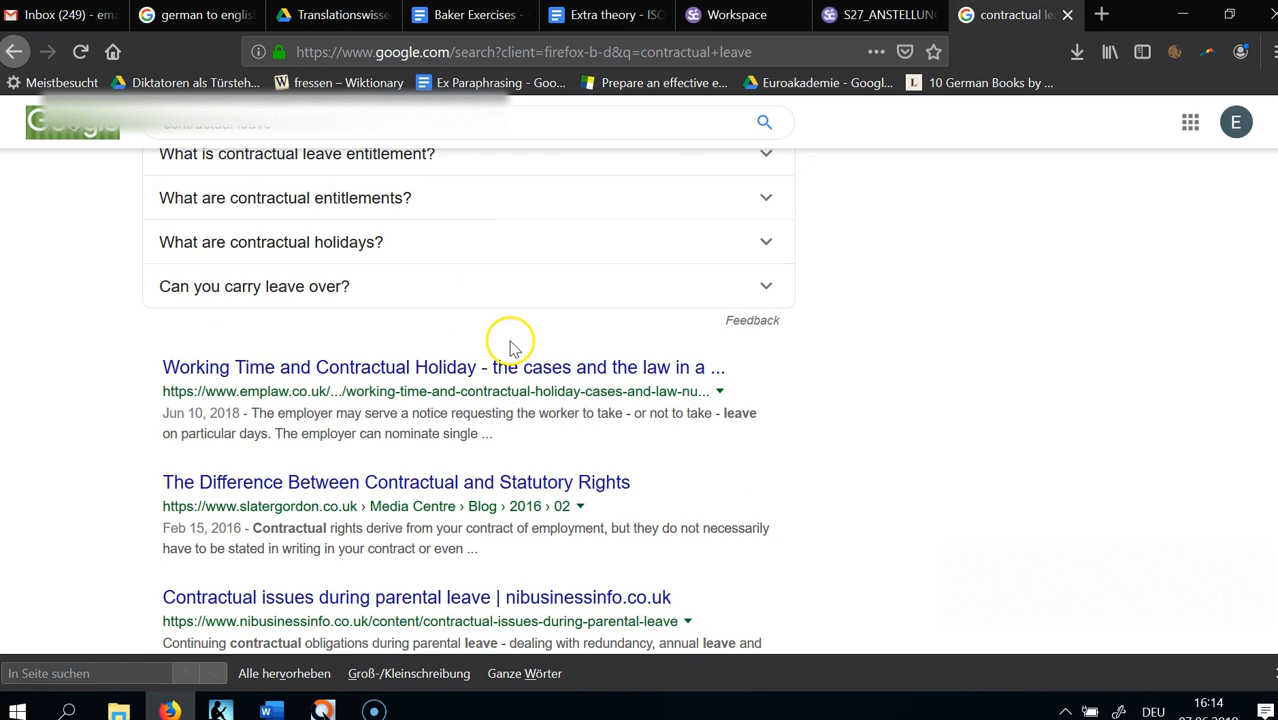 Inbox (249) – ema
german to englis
Translationswisse
Baker Exercises -
Extra theory - ISO
Workspace
S27_ANSTELLUN
contractual le
https://www.google.com/search?client=firefox-b-d&q=contractual+leave
Meistbesucht
Diktatoren als Türsteh...
fressen – Wiktionary
Ex Paraphrasing - Goo...
Prepare an effective e...
Euroakademie - Googl...
10 German Books by ...
Google
contractual leave
E
What is contractual leave entitlement?
What are contractual entitlements?
What are contractual holidays?
Can you carry leave over?
Feedback
Working Time and Contractual Holiday - the cases and the law in a ...
https://www.emplaw.co.uk/.../working-time-and-contractual-holiday-cases-and-law-nu...
Jun 10, 2018 - The employer may serve a notice requesting the worker to take - or not to take - leave
on particular days. The employer can nominate single ...
The Difference Between Contractual and Statutory Rights
https://www.slatergordon.co.uk › Media Centre › Blog › 2016 › 02
Feb 15, 2016 - Contractual rights derive from your contract of employment, but they do not necessarily
have to be stated in writing in your contract or even ...
Contractual issues during parental leave | nibusinessinfo.co.uk
https://www.nibusinessinfo.co.uk/content/contractual-issues-during-parental-leave
Continuing contractual obligations during parental leave - dealing with redundancy, annual leave and
In Seite suchen
Alle hervorheben
Groß-/Kleinschreibung
Ganze Wörter
DEU
16:14